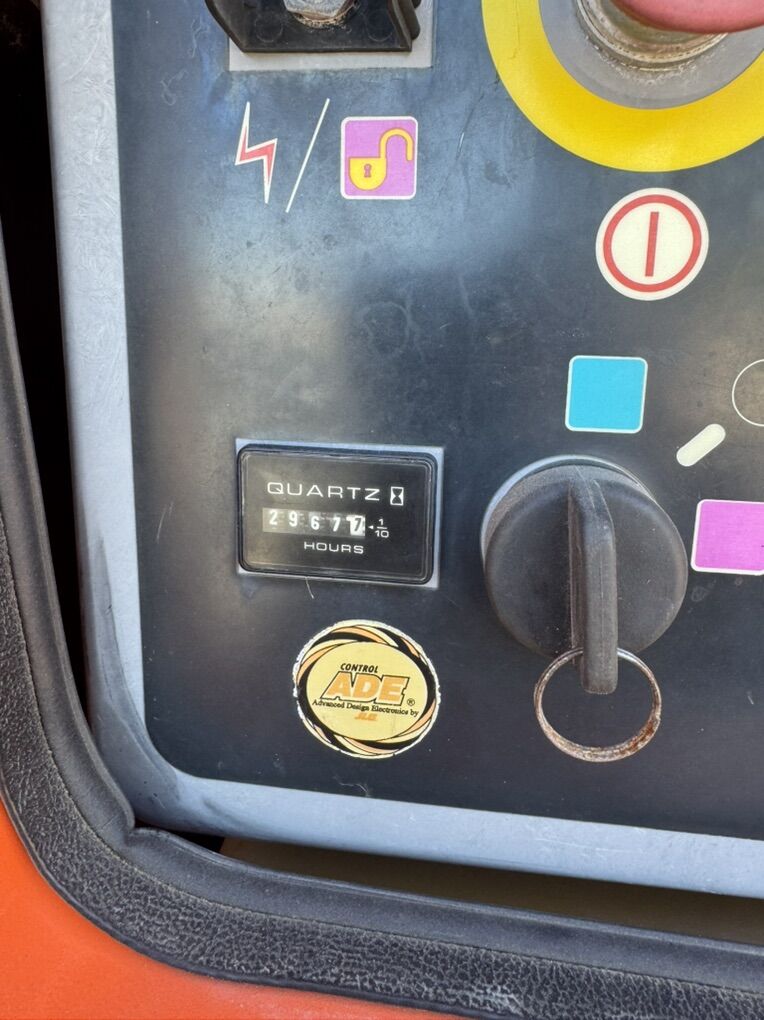 QUARTZ
29677 1/10
HOURS
CONTROL
ADE®
Advanced Design Electronics by
JLG